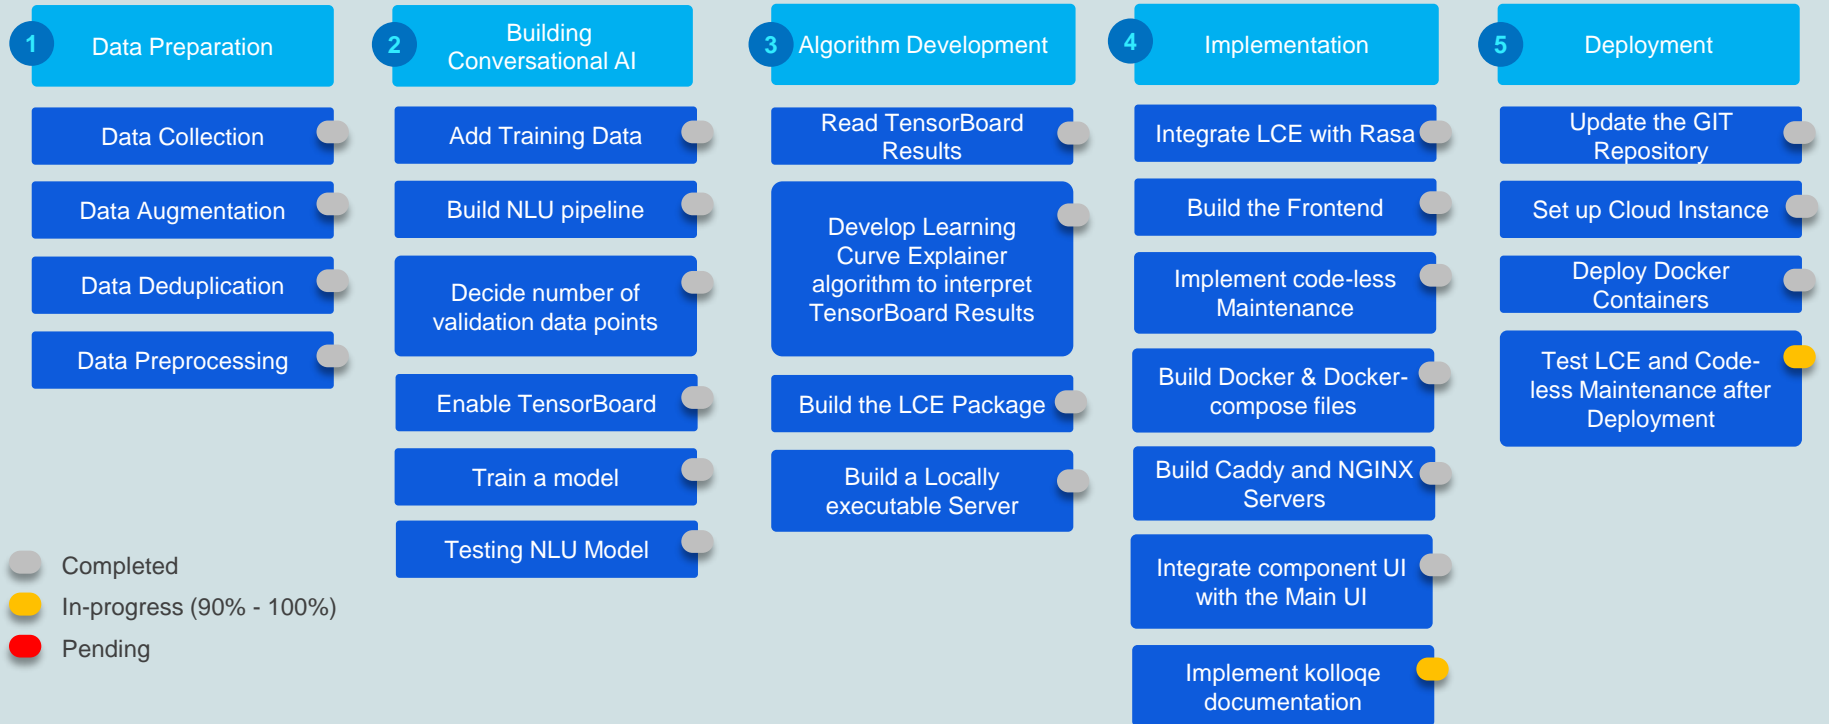 1
Data Preparation
Data Collection
Data Augmentation
Data Deduplication
Data Preprocessing
2
Building
Conversational AI
Add Training Data
Build NLU pipeline
Decide number of
validation data points
Enable TensorBoard
Train a model
Testing NLU Model
3
Algorithm Development
Read TensorBoard
Results
Develop Learning
Curve Explainer
algorithm to interpret
TensorBoard Results
Build the LCE Package
Build a Locally
executable Server
4
Implementation
Integrate LCE with Rasa
Build the Frontend
Implement code-less
Maintenance
Build Docker & Docker-
compose files
Build Caddy and NGINX
Servers
Integrate component UI
with the Main UI
Implement kolloqe
documentation
5
Deployment
Update the GIT
Repository
Set up Cloud Instance
Deploy Docker
Containers
Test LCE and Code-
less Maintenance after
Deployment
Completed
In-progress (90% - 100%)
Pending